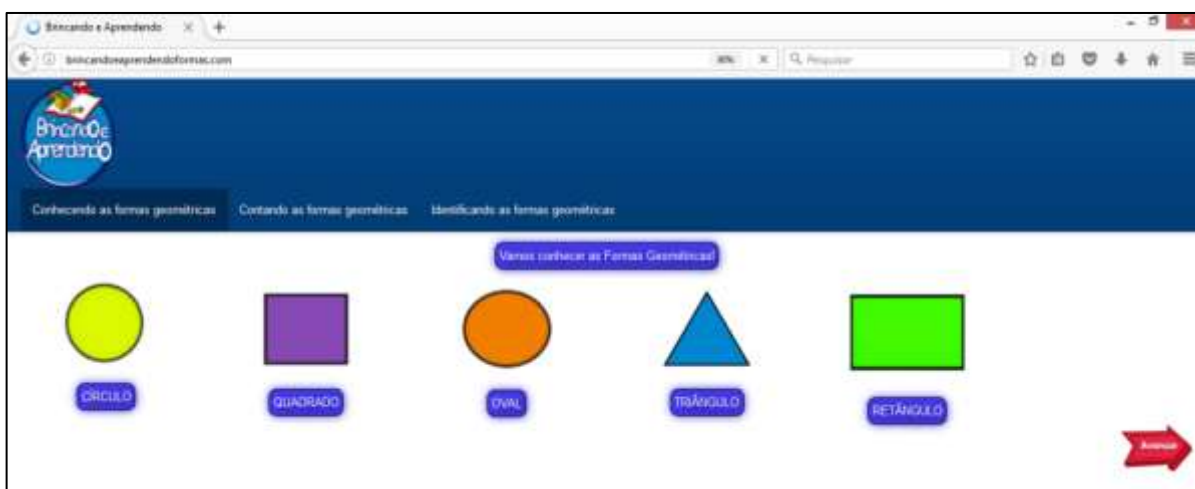 Brincando e Aprendendo
brincandoeaprendendoformas.com
30%
Pesquisar
Brincando e
Aprendendo
Conhecendo as formas geométricas
Contando as formas geométricas
Identificando as formas geométricas
Vamos conhecer as Formas Geométricas!
CÍRCULO
QUADRADO
OVAL
TRIÂNGULO
RETÂNGULO
Avançar